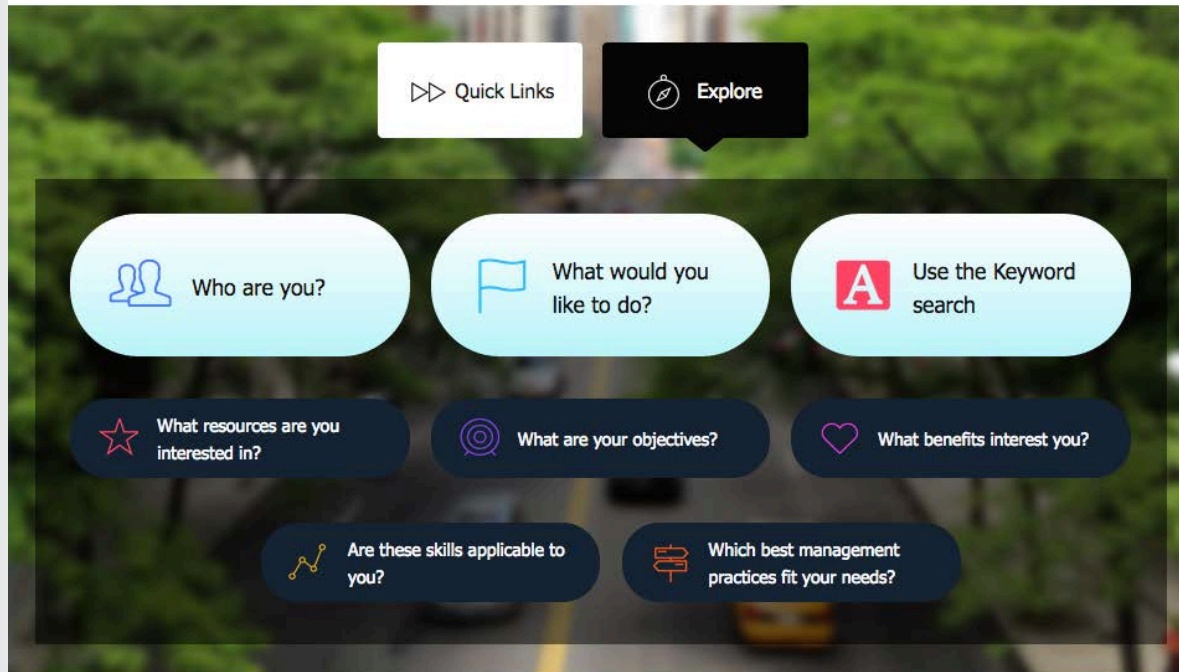 Quick Links
Explore
Who are you?
What would you
like to do?
Use the Keyword
search
What resources are you
interested in?
What are your objectives?
What benefits interest you?
Are these skills applicable to
you?
Which best management
practices fit your needs?